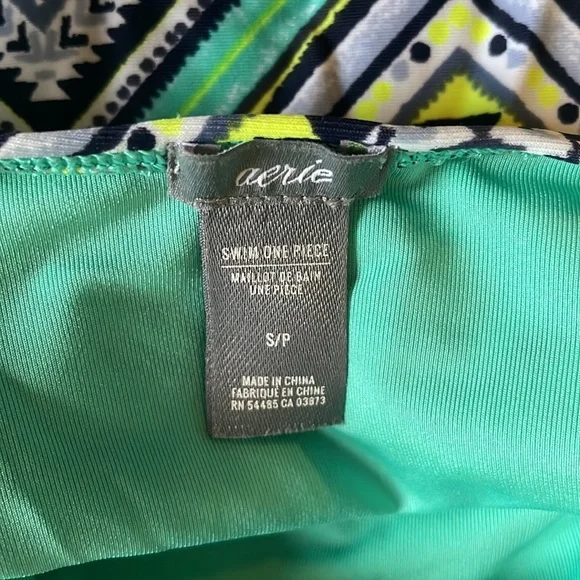 aerie
SWIM ONE PIECE
MAILLOT DE BAIN
UNE PIÈCE
S/P
MADE IN CHINA
FABRIQUÉ EN CHINE
RN 54485 CA 03873